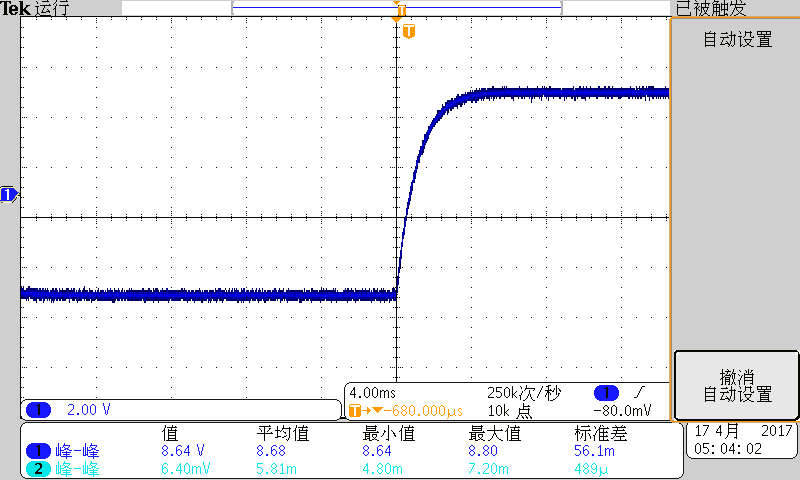 Tek 运行
已被触发
T
T
自动设置
1
撤消
自动设置
1 2.00 V
4.00ms 250k次/秒 1
T→▼-680.000µs 10k 点 -80.0mV
值 平均值 最小值 最大值 标准差
1 峰-峰 8.64 V 8.68 8.64 8.80 56.1m
2 峰-峰 6.40mV 5.81m 4.80m 7.20m 489µ
17 4月 2017
05:04:02